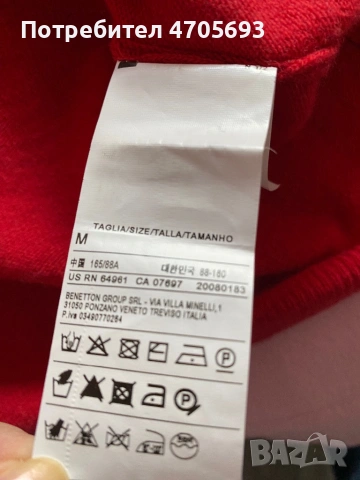 Потребител 4705693
TAGLIA/SIZE/TALLA/TAMANHO
M
中国 165/88A 대한민국 88-160
US RN 64961 CA 07697 20080183
BENETTON GROUP SRL - VIA VILLA MINELLI,1
31050 PONZANO VENETO TREVISO ITALIA
P.iva 03490770264
P
P
BAZAR